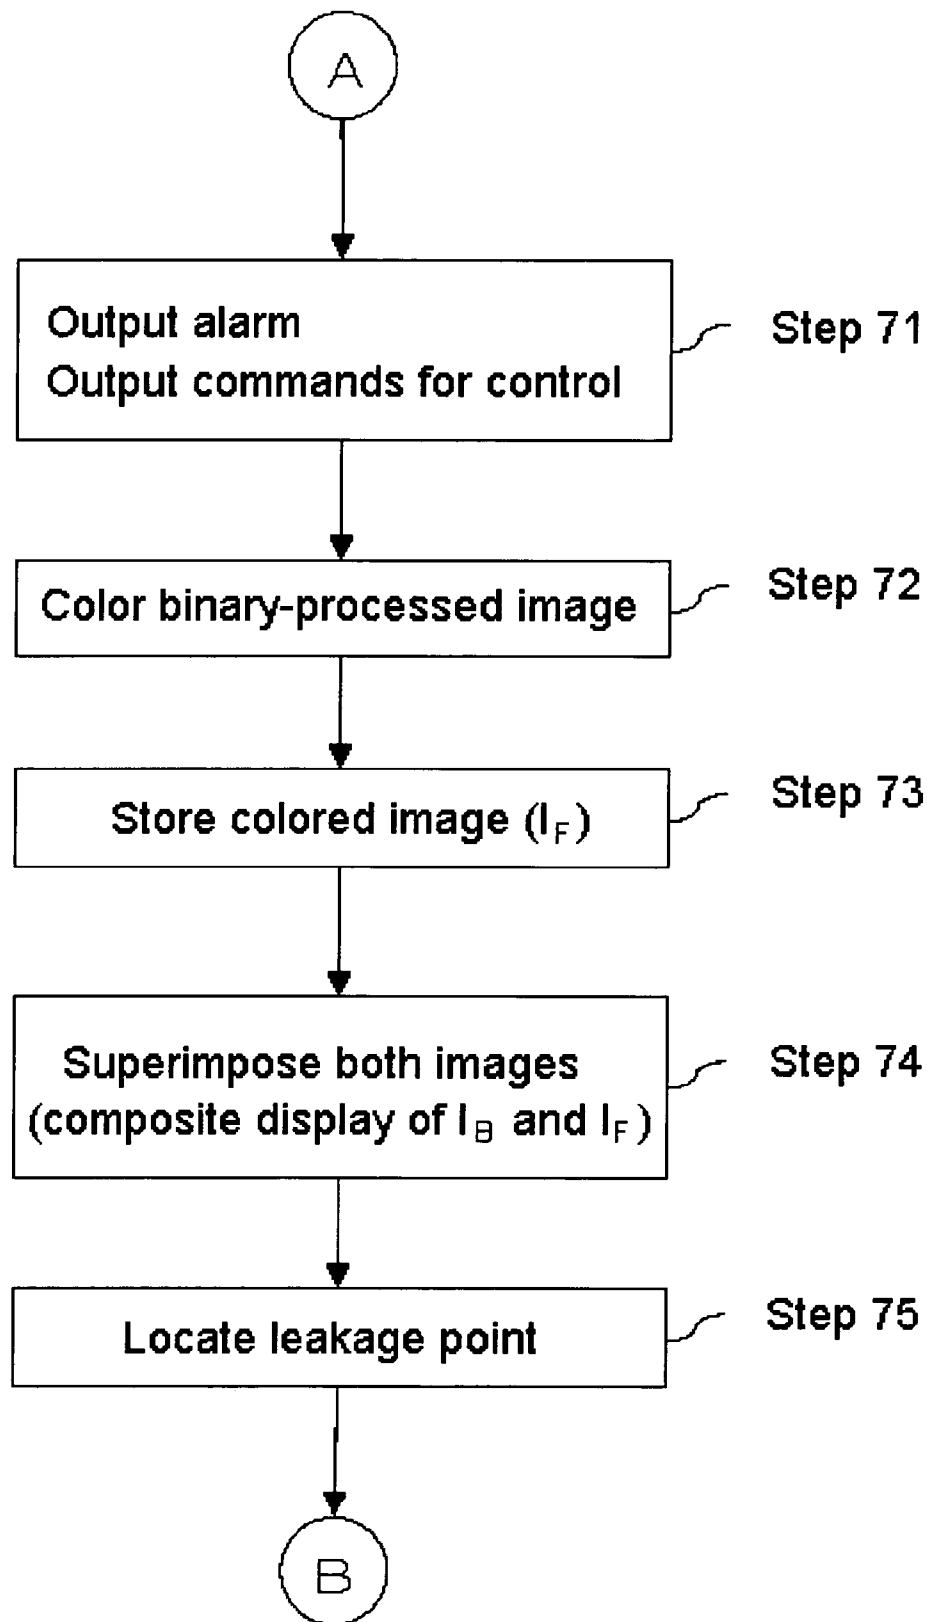 A
Output alarm
Output commands for control
Step 71
Color binary-processed image
Step 72
Store colored image (I_F)
Step 73
Superimpose both images
(composite display of I_B and I_F)
Step 74
Locate leakage point
Step 75
B